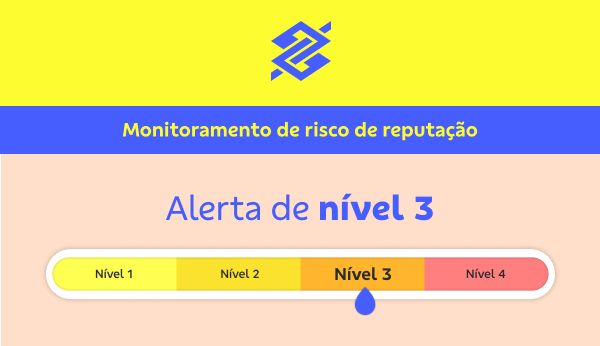 Monitoramento de risco de reputação
Alerta de nível 3
Nível 1 Nível 2 Nível 3 Nível 4